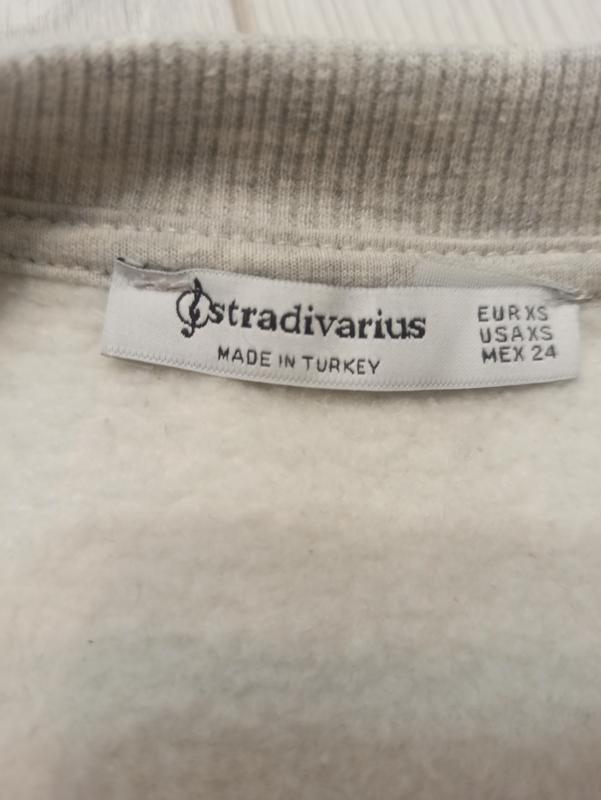 stradivarius
MADE IN TURKEY
EUR XS
USA XS
MEX 24